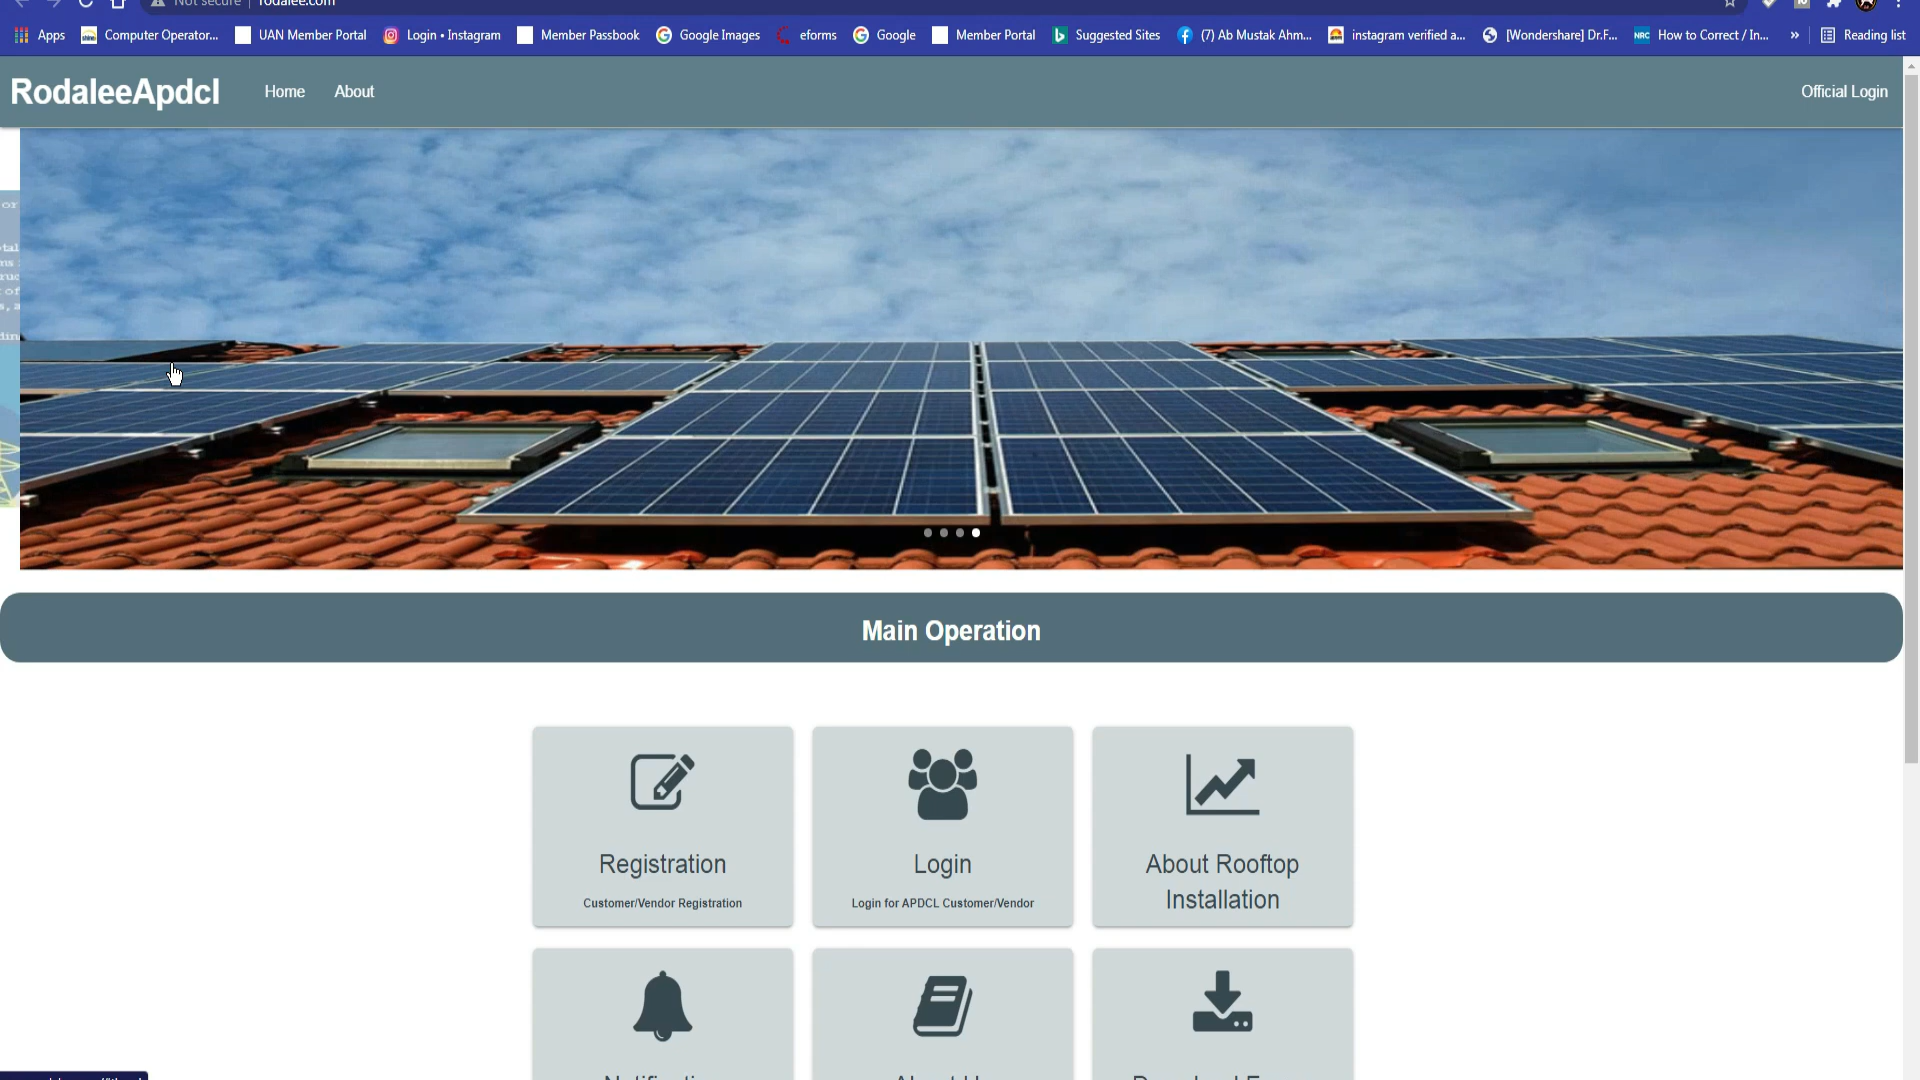 Not secure | rodalee.com
Apps Computer Operator... UAN Member Portal Login • Instagram Member Passbook Google Images eforms Google Member Portal Suggested Sites (7) Ab Mustak Ahm... instagram verified a... [Wondershare] Dr.F... How to Correct / In... » Reading list
RodaleeApdcl Home About Official Login
Main Operation
Registration
Customer/Vendor Registration
Login
Login for APDCL Customer/Vendor
About Rooftop
Installation